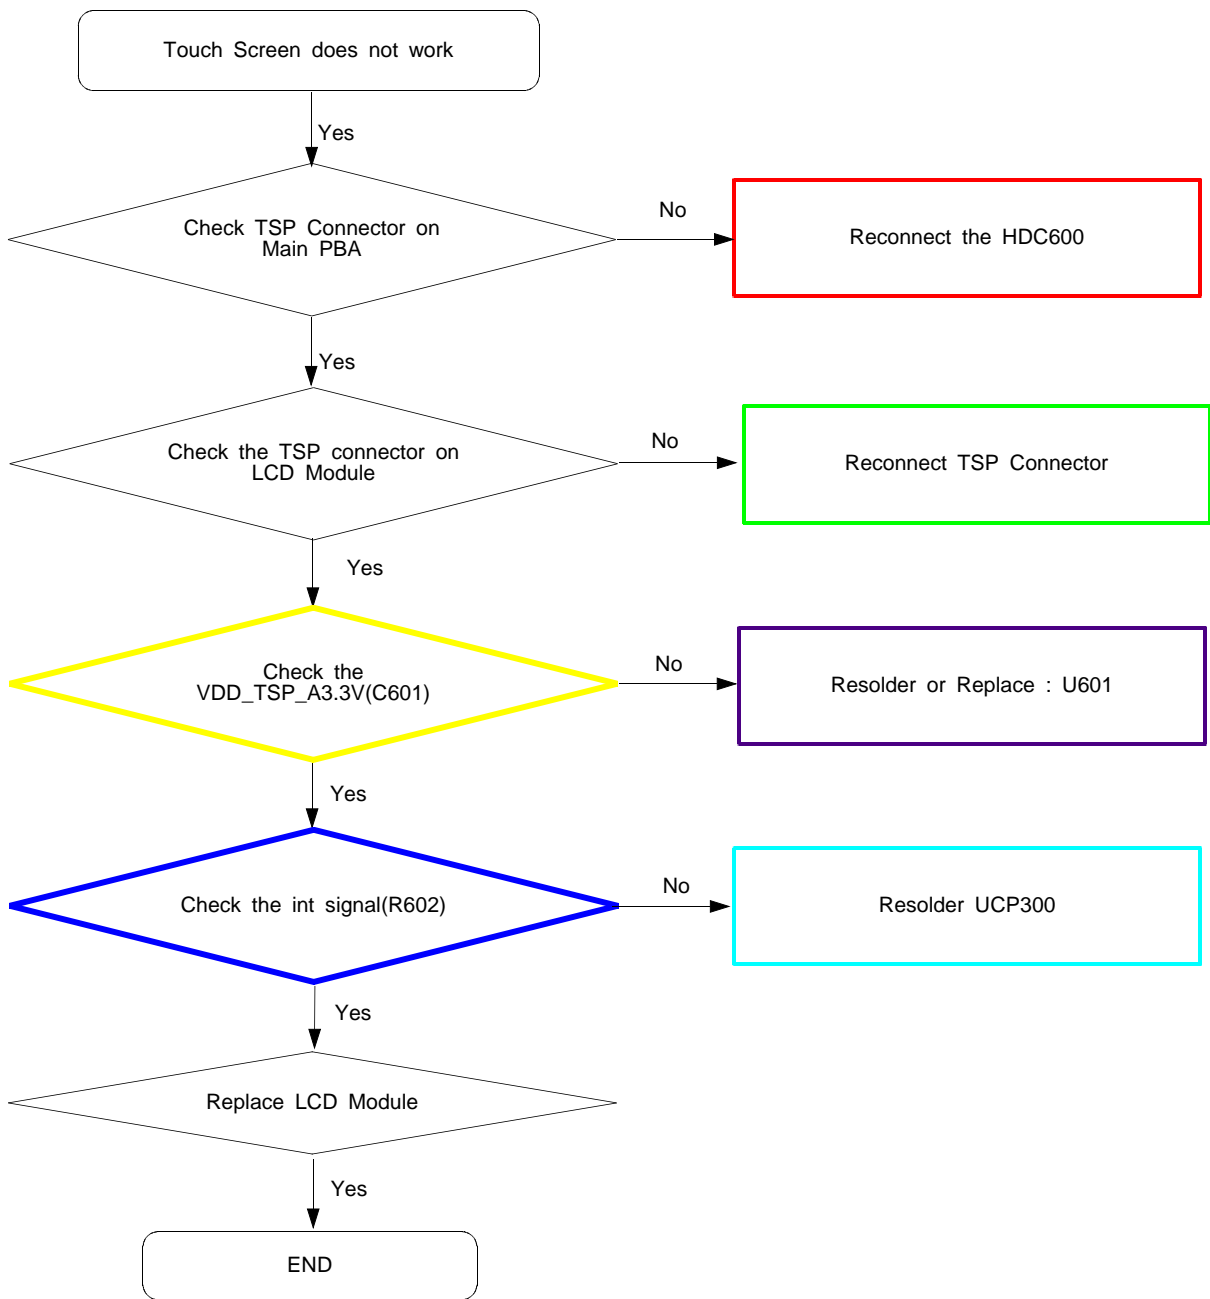 Touch Screen does not work
Yes
Check TSP Connector on
Main PBA
No
Reconnect the HDC600
Yes
Check the TSP connector on
LCD Module
No
Reconnect TSP Connector
Yes
Check the
VDD_TSP_A3.3V(C601)
No
Resolder or Replace : U601
Yes
Check the int signal(R602)
No
Resolder UCP300
Yes
Replace LCD Module
Yes
END